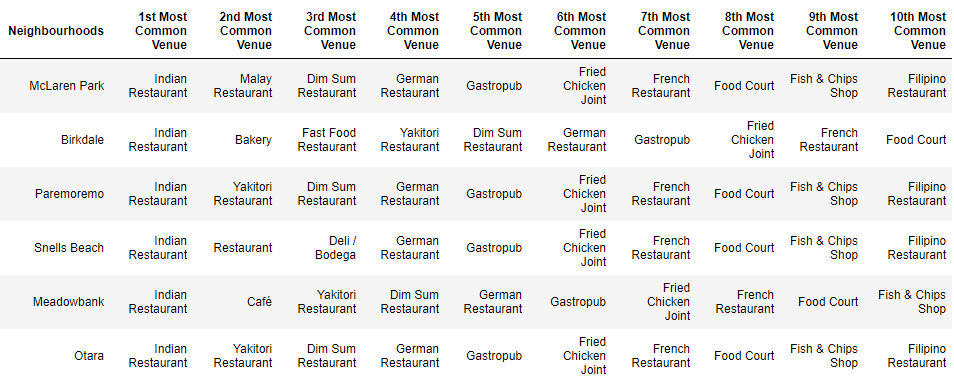 Neighbourhoods 1st Most Common Venue 2nd Most Common Venue 3rd Most Common Venue 4th Most Common Venue 5th Most Common Venue 6th Most Common Venue 7th Most Common Venue 8th Most Common Venue 9th Most Common Venue 10th Most Common Venue
McLaren Park Indian Restaurant Malay Restaurant Dim Sum Restaurant German Restaurant Gastropub Fried Chicken Joint French Restaurant Food Court Fish & Chips Shop Filipino Restaurant
Birkdale Indian Restaurant Bakery Fast Food Restaurant Yakitori Restaurant Dim Sum Restaurant German Restaurant Gastropub Fried Chicken Joint French Restaurant Food Court
Paremoremo Indian Restaurant Yakitori Restaurant Dim Sum Restaurant German Restaurant Gastropub Fried Chicken Joint French Restaurant Food Court Fish & Chips Shop Filipino Restaurant
Snells Beach Indian Restaurant Restaurant Deli / Bodega German Restaurant Gastropub Fried Chicken Joint French Restaurant Food Court Fish & Chips Shop Filipino Restaurant
Meadowbank Indian Restaurant Café Yakitori Restaurant Dim Sum Restaurant German Restaurant Gastropub Fried Chicken Joint French Restaurant Food Court Fish & Chips Shop
Otara Indian Restaurant Yakitori Restaurant Dim Sum Restaurant German Restaurant Gastropub Fried Chicken Joint French Restaurant Food Court Fish & Chips Shop Filipino Restaurant